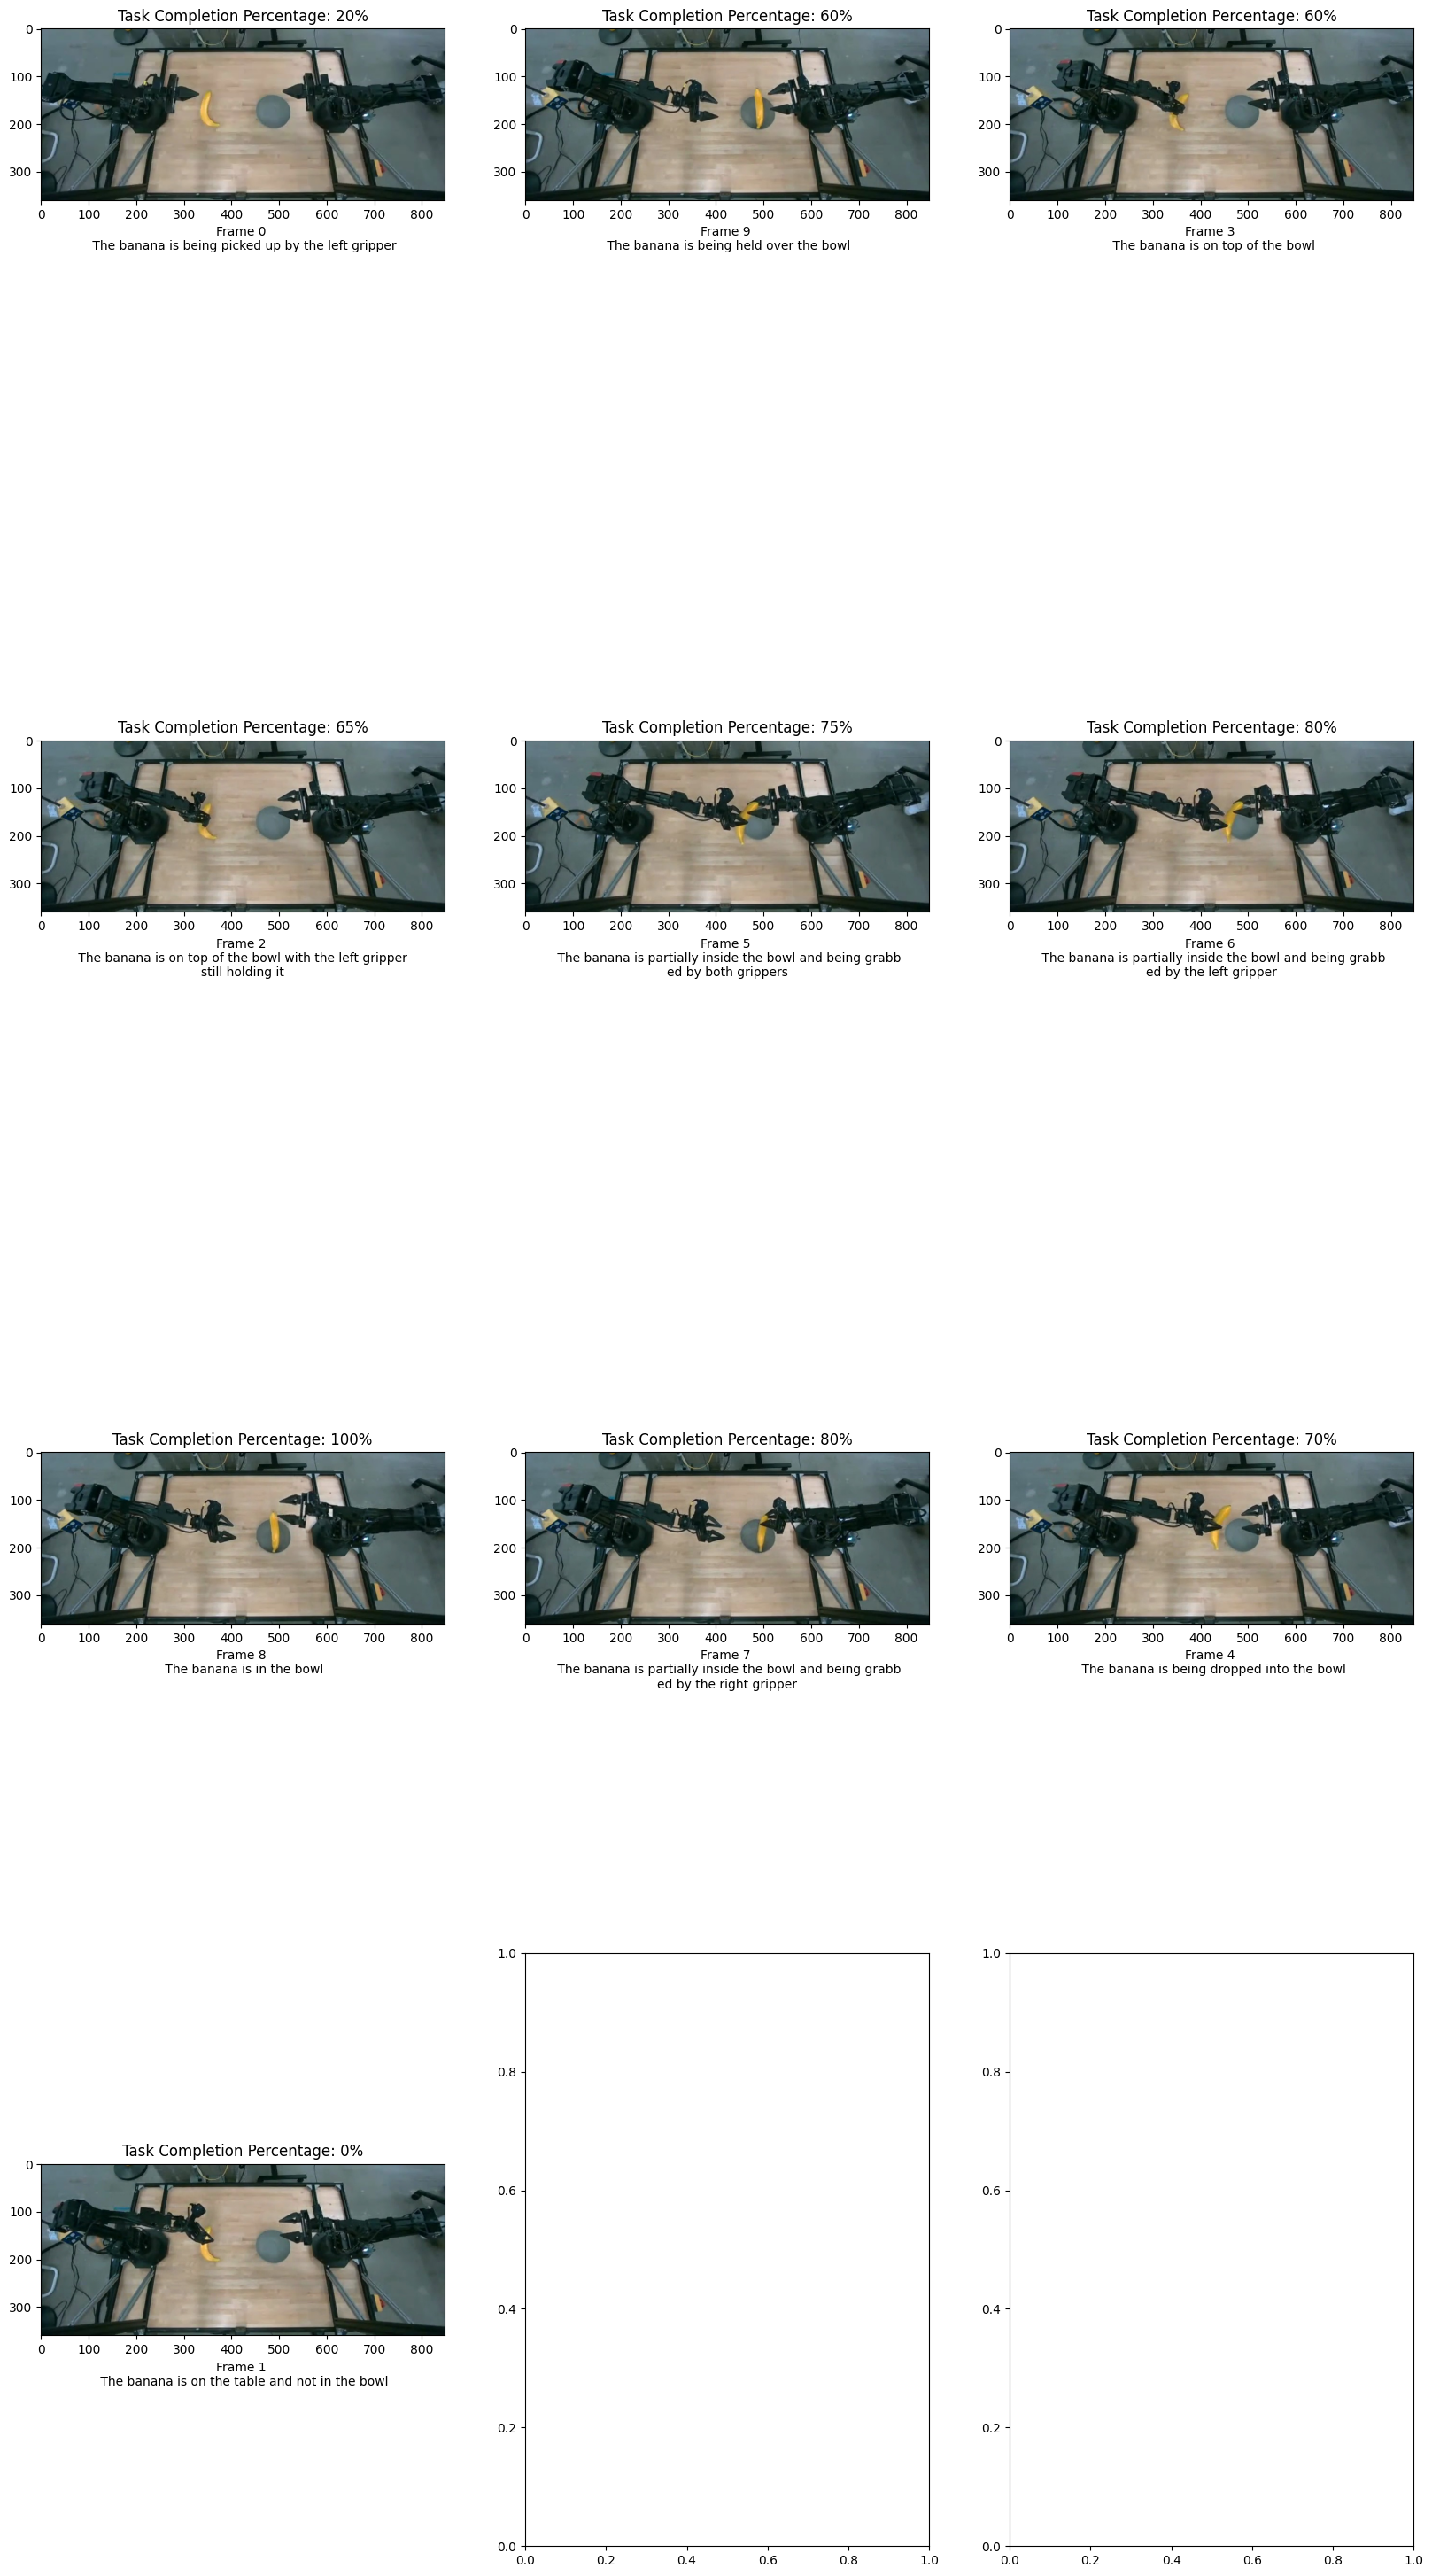 Task Completion Percentage: 20%
0
100
200
300
0 100 200 300 400 500 600 700 800
Frame 0
The banana is being picked up by the left gripper
Task Completion Percentage: 60%
0
100
200
300
0 100 200 300 400 500 600 700 800
Frame 9
The banana is being held over the bowl
Task Completion Percentage: 60%
0
100
200
300
0 100 200 300 400 500 600 700 800
Frame 3
The banana is on top of the bowl
Task Completion Percentage: 65%
0
100
200
300
0 100 200 300 400 500 600 700 800
Frame 2
The banana is on top of the bowl with the left gripper
still holding it
Task Completion Percentage: 75%
0
100
200
300
0 100 200 300 400 500 600 700 800
Frame 5
The banana is partially inside the bowl and being grabb
ed by both grippers
Task Completion Percentage: 80%
0
100
200
300
0 100 200 300 400 500 600 700 800
Frame 6
The banana is partially inside the bowl and being grabb
ed by the left gripper
Task Completion Percentage: 100%
0
100
200
300
0 100 200 300 400 500 600 700 800
Frame 8
The banana is in the bowl
Task Completion Percentage: 80%
0
100
200
300
0 100 200 300 400 500 600 700 800
Frame 7
The banana is partially inside the bowl and being grabb
ed by the right gripper
Task Completion Percentage: 70%
0
100
200
300
0 100 200 300 400 500 600 700 800
Frame 4
The banana is being dropped into the bowl
Task Completion Percentage: 0%
0
100
200
300
0 100 200 300 400 500 600 700 800
Frame 1
The banana is on the table and not in the bowl
1.0
0.8
0.6
0.4
0.2
0.0
0.0 0.2 0.4 0.6 0.8 1.0
1.0
0.8
0.6
0.4
0.2
0.0
0.0 0.2 0.4 0.6 0.8 1.0